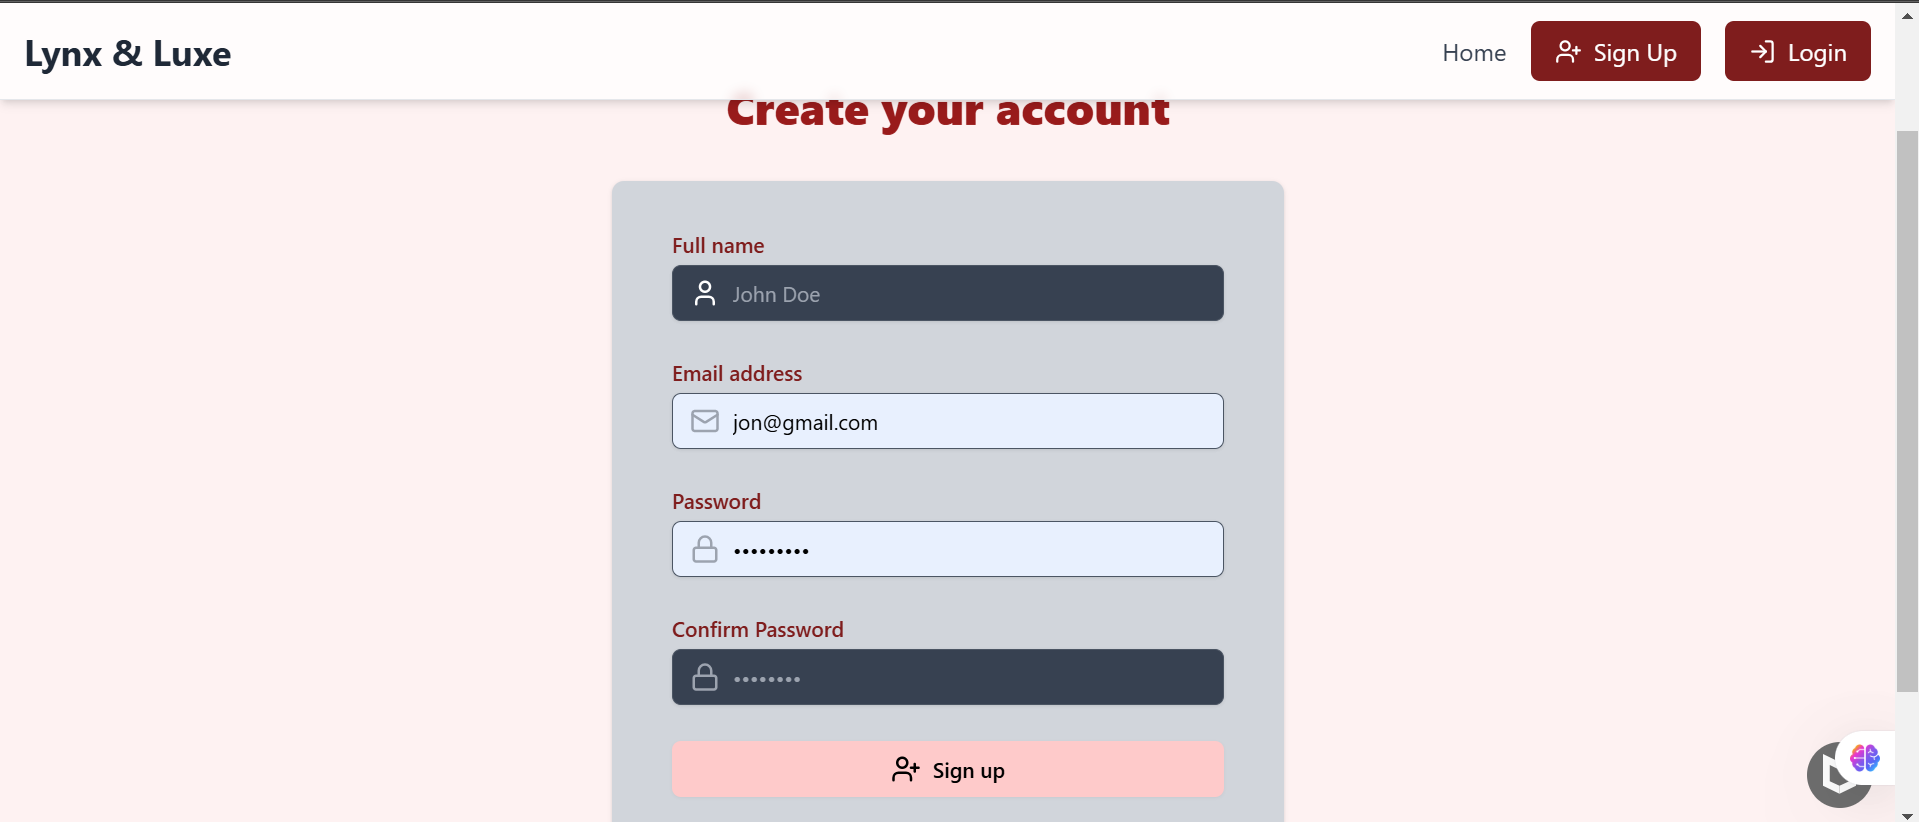 Lynx & Luxe
Home
Sign Up
Login
Create your account
Full name
John Doe
Email address
jon@gmail.com
Password
•••••••••
Confirm Password
••••••••
Sign up